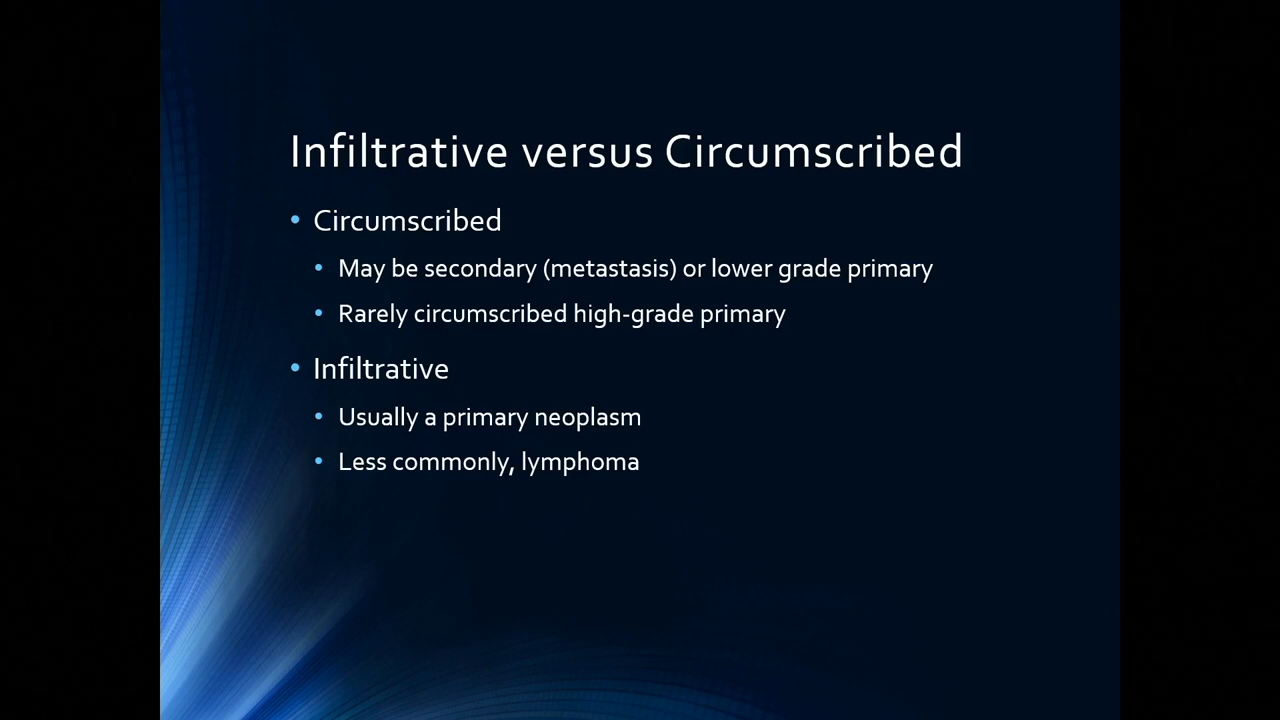 Infiltrative versus Circumscribed
• Circumscribed
• May be secondary (metastasis) or lower grade primary
• Rarely circumscribed high-grade primary
• Infiltrative
• Usually a primary neoplasm
• Less commonly, lymphoma